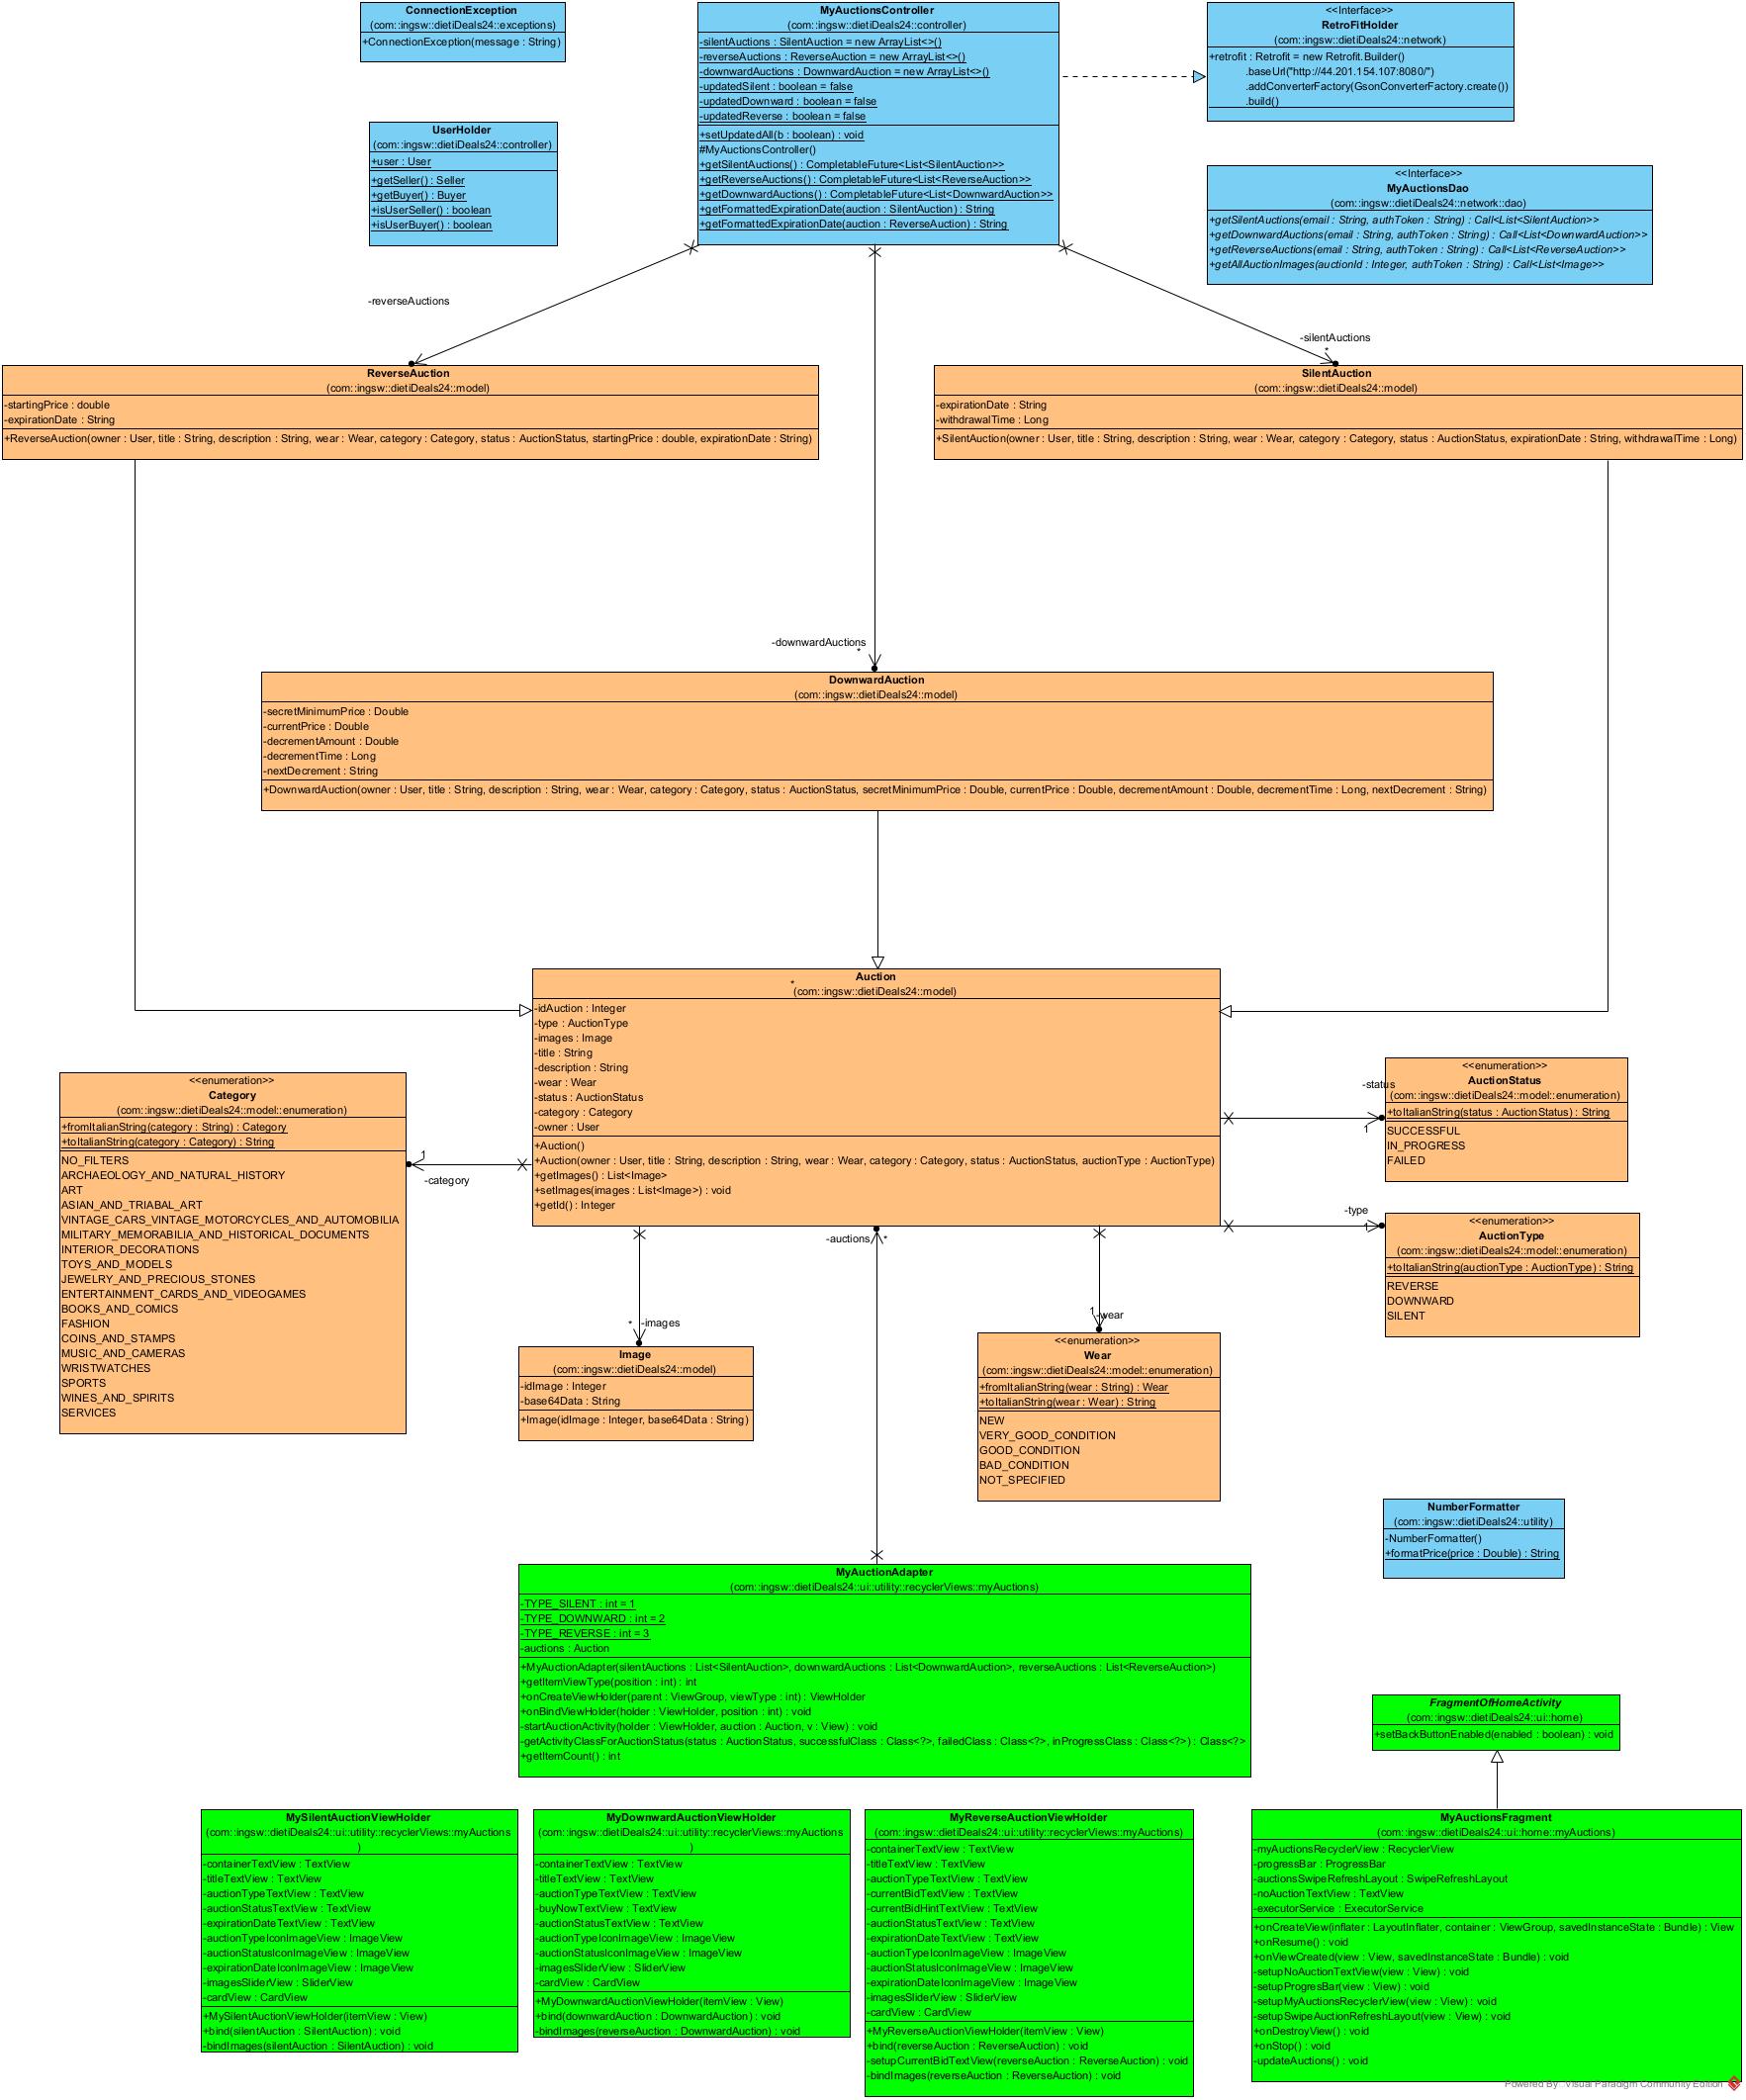 ConnectionException
(com::ingsw::dietiDeals24::exceptions)
+ConnectionException(message : String)
MyAuctionsController
(com::ingsw::dietiDeals24::controller)
-silentAuctions : SilentAuction = new ArrayList<>()
-reverseAuctions : ReverseAuction = new ArrayList<>()
-downwardAuctions : DownwardAuction = new ArrayList<>()
-updatedSilent : boolean = false
-updatedDownward : boolean = false
-updatedReverse : boolean = false
+setUpdatedAll(b : boolean) : void
#MyAuctionsController()
+getSilentAuctions() : CompletableFuture<List<SilentAuction>>
+getReverseAuctions() : CompletableFuture<List<ReverseAuction>>
+getDownwardAuctions() : CompletableFuture<List<DownwardAuction>>
+getFormattedExpirationDate(auction : SilentAuction) : String
+getFormattedExpirationDate(auction : ReverseAuction) : String
<<Interface>>
RetroFitHolder
(com::ingsw::dietiDeals24::network)
+retrofit : Retrofit = new Retrofit.Builder()
.baseUrl("http://44.201.154.107:8080/")
.addConverterFactory(GsonConverterFactory.create())
.build()
UserHolder
(com::ingsw::dietiDeals24::controller)
+user : User
+getSeller() : Seller
+getBuyer() : Buyer
+isUserSeller() : boolean
+isUserBuyer() : boolean
<<Interface>>
MyAuctionsDao
(com::ingsw::dietiDeals24::network::dao)
+getSilentAuctions(email : String, authToken : String) : Call<List<SilentAuction>>
+getDownwardAuctions(email : String, authToken : String) : Call<List<DownwardAuction>>
+getReverseAuctions(email : String, authToken : String) : Call<List<ReverseAuction>>
+getAllAuctionImages(auctionId : Integer, authToken : String) : Call<List<Image>>
-reverseAuctions
-silentAuctions
*
ReverseAuction
(com::ingsw::dietiDeals24::model)
-startingPrice : double
-expirationDate : String
+ReverseAuction(owner : User, title : String, description : String, wear : Wear, category : Category, status : AuctionStatus, startingPrice : double, expirationDate : String)
SilentAuction
(com::ingsw::dietiDeals24::model)
-expirationDate : String
-withdrawalTime : Long
+SilentAuction(owner : User, title : String, description : String, wear : Wear, category : Category, status : AuctionStatus, expirationDate : String, withdrawalTime : Long)
-downwardAuctions
*
DownwardAuction
(com::ingsw::dietiDeals24::model)
-secretMinimumPrice : Double
-currentPrice : Double
-decrementAmount : Double
-decrementTime : Long
-nextDecrement : String
+DownwardAuction(owner : User, title : String, description : String, wear : Wear, category : Category, status : AuctionStatus, secretMinimumPrice : Double, currentPrice : Double, decrementAmount : Double, decrementTime : Long, nextDecrement : String)
Auction
*
(com::ingsw::dietiDeals24::model)
-idAuction : Integer
-type : AuctionType
-images : Image
-title : String
-description : String
-wear : Wear
-status : AuctionStatus
-category : Category
-owner : User
+Auction()
+Auction(owner : User, title : String, description : String, wear : Wear, category : Category, status : AuctionStatus, auctionType : AuctionType)
+getImages() : List<Image>
+setImages(images : List<Image>) : void
+getId() : Integer
<<enumeration>>
Category
(com::ingsw::dietiDeals24::model::enumeration)
+fromItalianString(category : String) : Category
+toItalianString(category : Category) : String
NO_FILTERS
ARCHAEOLOGY_AND_NATURAL_HISTORY
ART
ASIAN_AND_TRIABAL_ART
VINTAGE_CARS_VINTAGE_MOTORCYCLES_AND_AUTOMOBILIA
MILITARY_MEMORABILIA_AND_HISTORICAL_DOCUMENTS
INTERIOR_DECORATIONS
TOYS_AND_MODELS
JEWELRY_AND_PRECIOUS_STONES
ENTERTAINMENT_CARDS_AND_VIDEOGAMES
BOOKS_AND_COMICS
FASHION
COINS_AND_STAMPS
MUSIC_AND_CAMERAS
WRISTWATCHES
SPORTS
WINES_AND_SPIRITS
SERVICES
1
-category
-status
1
<<enumeration>>
AuctionStatus
(com::ingsw::dietiDeals24::model::enumeration)
+toItalianString(status : AuctionStatus) : String
SUCCESSFUL
IN_PROGRESS
FAILED
-type
1
<<enumeration>>
AuctionType
(com::ingsw::dietiDeals24::model::enumeration)
+toItalianString(auctionType : AuctionType) : String
REVERSE
DOWNWARD
SILENT
-auctions *
* -images
1 -wear
Image
(com::ingsw::dietiDeals24::model)
-idImage : Integer
-base64Data : String
+Image(idImage : Integer, base64Data : String)
<<enumeration>>
Wear
(com::ingsw::dietiDeals24::model::enumeration)
+fromItalianString(wear : String) : Wear
+toItalianString(wear : Wear) : String
NEW
VERY_GOOD_CONDITION
GOOD_CONDITION
BAD_CONDITION
NOT_SPECIFIED
NumberFormatter
(com::ingsw::dietiDeals24::utility)
-NumberFormatter()
+formatPrice(price : Double) : String
MyAuctionAdapter
(com::ingsw::dietiDeals24::ui::utility::recyclerViews::myAuctions)
-TYPE_SILENT : int = 1
-TYPE_DOWNWARD : int = 2
-TYPE_REVERSE : int = 3
-auctions : Auction
+MyAuctionAdapter(silentAuctions : List<SilentAuction>, downwardAuctions : List<DownwardAuction>, reverseAuctions : List<ReverseAuction>)
+getItemViewType(position : int) : int
+onCreateViewHolder(parent : ViewGroup, viewType : int) : ViewHolder
+onBindViewHolder(holder : ViewHolder, position : int) : void
-startAuctionActivity(holder : ViewHolder, auction : Auction, v : View) : void
-getActivityClassForAuctionStatus(status : AuctionStatus, successfulClass : Class<?>, failedClass : Class<?>, inProgressClass : Class<?>) : Class<?>
+getItemCount() : int
FragmentOfHomeActivity
(com::ingsw::dietiDeals24::ui::home)
+setBackButtonEnabled(enabled : boolean) : void
MySilentAuctionViewHolder
(com::ingsw::dietiDeals24::ui::utility::recyclerViews::myAuctions
)
-containerTextView : TextView
-titleTextView : TextView
-auctionTypeTextView : TextView
-auctionStatusTextView : TextView
-expirationDateTextView : TextView
-auctionTypeIconImageView : ImageView
-auctionStatusIconImageView : ImageView
-expirationDateIconImageView : ImageView
-imagesSliderView : SliderView
-cardView : CardView
+MySilentAuctionViewHolder(itemView : View)
+bind(silentAuction : SilentAuction) : void
-bindImages(silentAuction : SilentAuction) : void
MyDownwardAuctionViewHolder
(com::ingsw::dietiDeals24::ui::utility::recyclerViews::myAuctions
)
-containerTextView : TextView
-titleTextView : TextView
-auctionTypeTextView : TextView
-buyNowTextView : TextView
-auctionStatusTextView : TextView
-auctionTypeIconImageView : ImageView
-auctionStatusIconImageView : ImageView
-imagesSliderView : SliderView
-cardView : CardView
+MyDownwardAuctionViewHolder(itemView : View)
+bind(downwardAuction : DownwardAuction) : void
-bindImages(reverseAuction : DownwardAuction) : void
MyReverseAuctionViewHolder
(com::ingsw::dietiDeals24::ui::utility::recyclerViews::myAuctions)
-containerTextView : TextView
-titleTextView : TextView
-auctionTypeTextView : TextView
-currentBidTextView : TextView
-currentBidHintTextView : TextView
-auctionStatusTextView : TextView
-expirationDateTextView : TextView
-auctionTypeIconImageView : ImageView
-auctionStatusIconImageView : ImageView
-expirationDateIconImageView : ImageView
-imagesSliderView : SliderView
-cardView : CardView
+MyReverseAuctionViewHolder(itemView : View)
+bind(reverseAuction : ReverseAuction) : void
-setupCurrentBidTextView(reverseAuction : ReverseAuction) : void
-bindImages(reverseAuction : ReverseAuction) : void
MyAuctionsFragment
(com::ingsw::dietiDeals24::ui::home::myAuctions)
-myAuctionsRecyclerView : RecyclerView
-progressBar : ProgressBar
-auctionsSwipeRefreshLayout : SwipeRefreshLayout
-noAuctionTextView : TextView
-executorService : ExecutorService
+onCreateView(inflater : LayoutInflater, container : ViewGroup, savedInstanceState : Bundle) : View
+onResume() : void
+onViewCreated(view : View, savedInstanceState : Bundle) : void
-setupNoAuctionTextView(view : View) : void
-setupProgresBar(view : View) : void
-setupMyAuctionsRecyclerView(view : View) : void
-setupSwipeAuctionRefreshLayout(view : View) : void
+onDestroyView() : void
+onStop() : void
-updateAuctions() : void
Powered By Visual Paradigm Community Edition